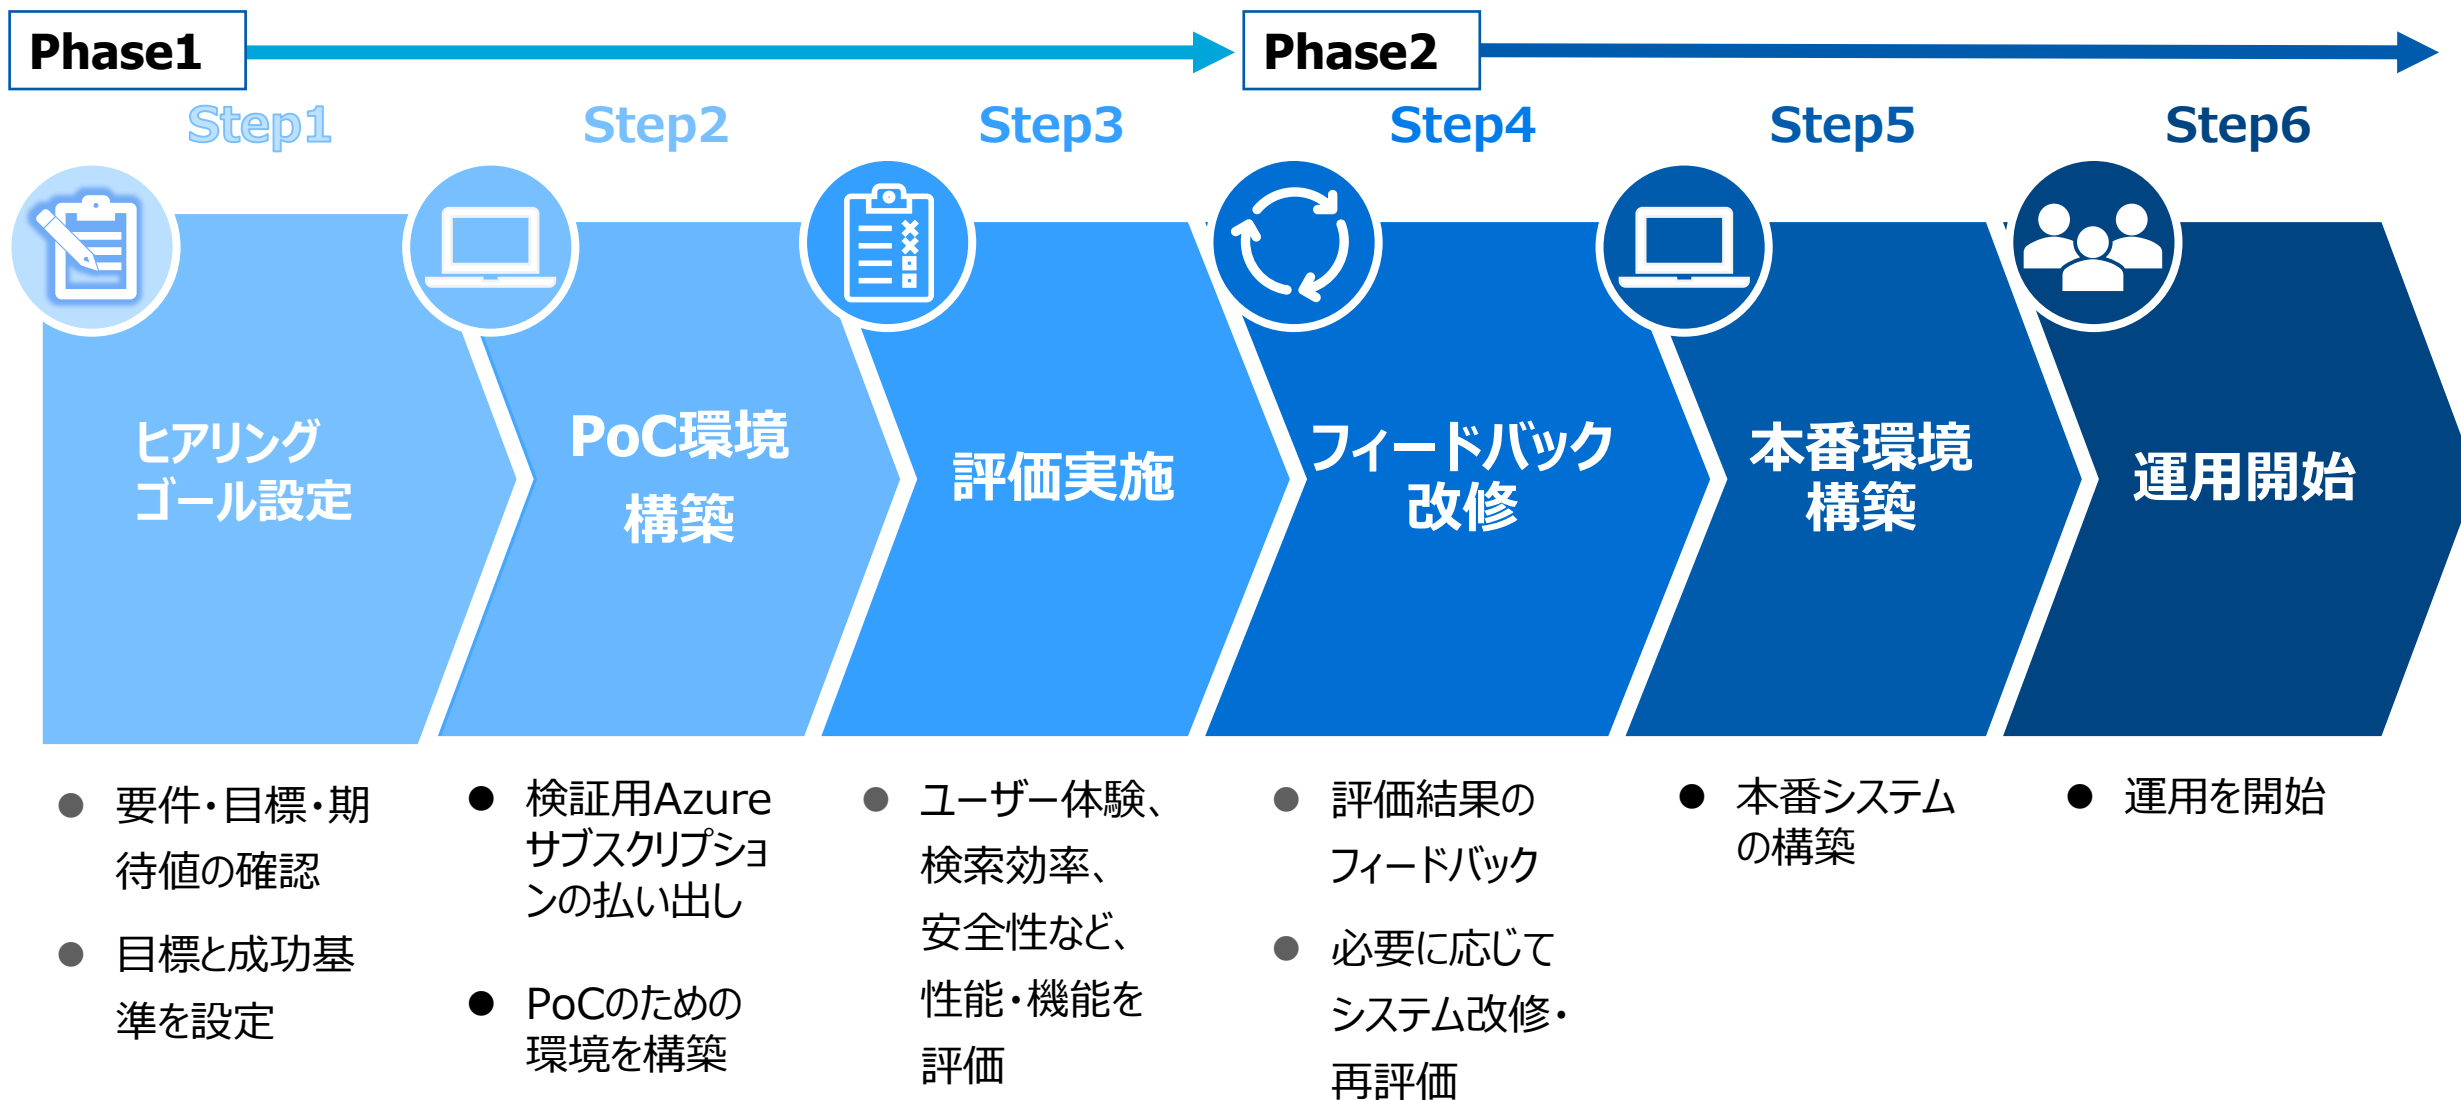 Phase1
Phase2
Step1
Step2
Step3
Step4
Step5
Step6
ヒアリング
ゴール設定
PoC環境
構築
評価実施
フィードバック
改修
本番環境
構築
運用開始
● 要件・目標・期
待値の確認
● 目標と成功基
準を設定
● 検証用Azure
サブスクリプショ
ンの払い出し
● PoCのための
環境を構築
● ユーザー体験、
検索効率、
安全性など、
性能・機能を
評価
● 評価結果の
フィードバック
● 必要に応じて
システム改修・
再評価
● 本番システム
の構築
● 運用を開始